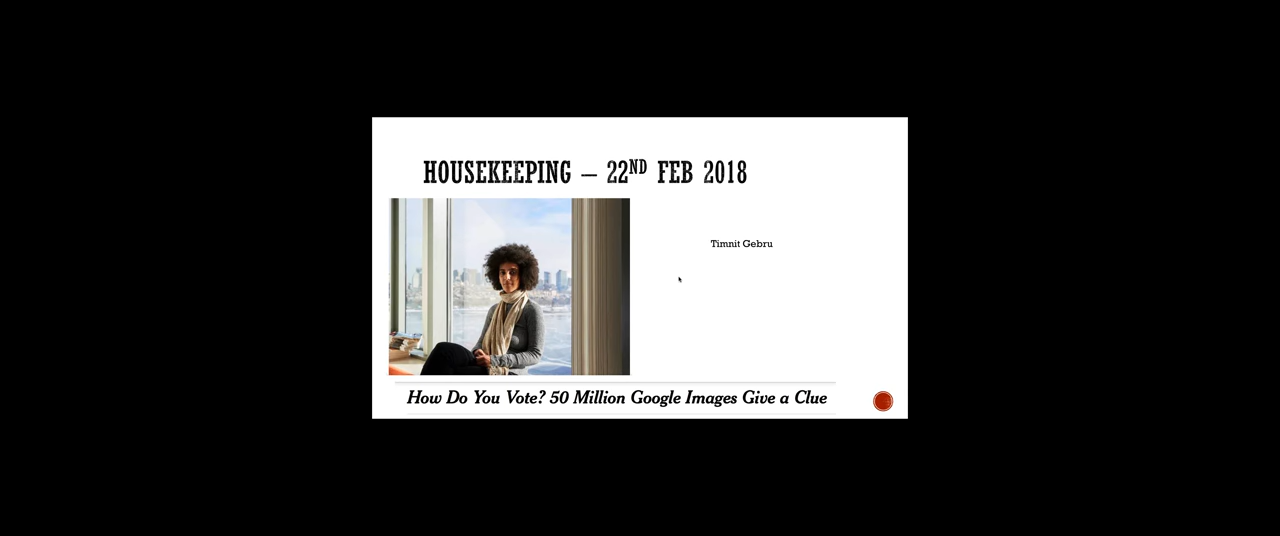 HOUSEKEEPING – 22ND FEB 2018
Timnit Gebru
How Do You Vote? 50 Million Google Images Give a Clue